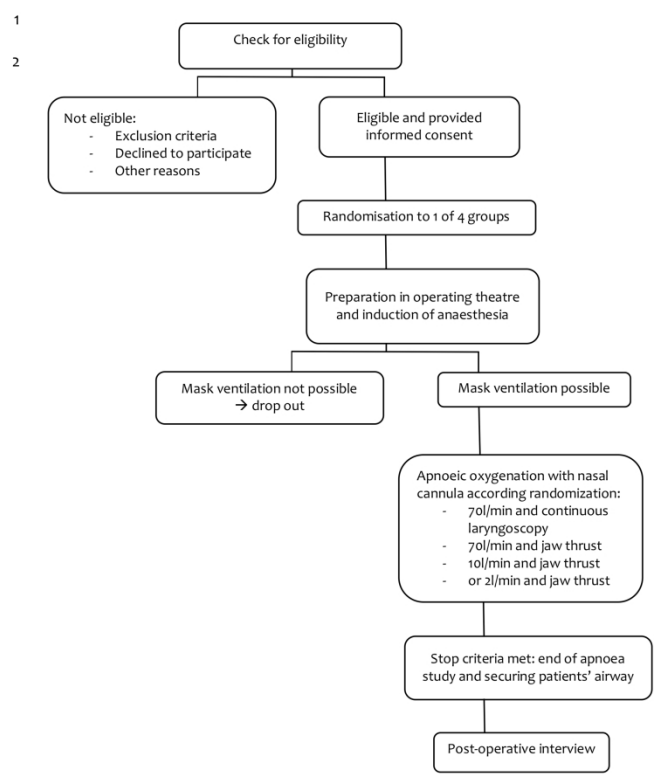 1
Check for eligibility
2
Not eligible:
- Exclusion criteria
- Declined to participate
- Other reasons
Eligible and provided
informed consent
Randomisation to 1 of 4 groups
Preparation in operating theatre
and induction of anaesthesia
Mask ventilation not possible
→ drop out
Mask ventilation possible
Apnoeic oxygenation with nasal
cannula according randomization:
- 70l/min and continuous
laryngoscopy
- 70l/min and jaw thrust
- 10l/min and jaw thrust
- or 2l/min and jaw thrust
Stop criteria met: end of apnoea
study and securing patients’ airway
Post-operative interview